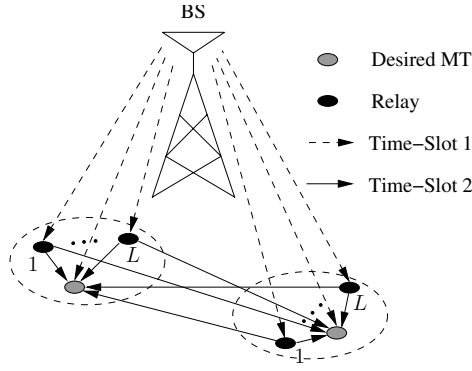 BS
Desired MT
Relay
Time-Slot 1
Time-Slot 2
1
L
L
1